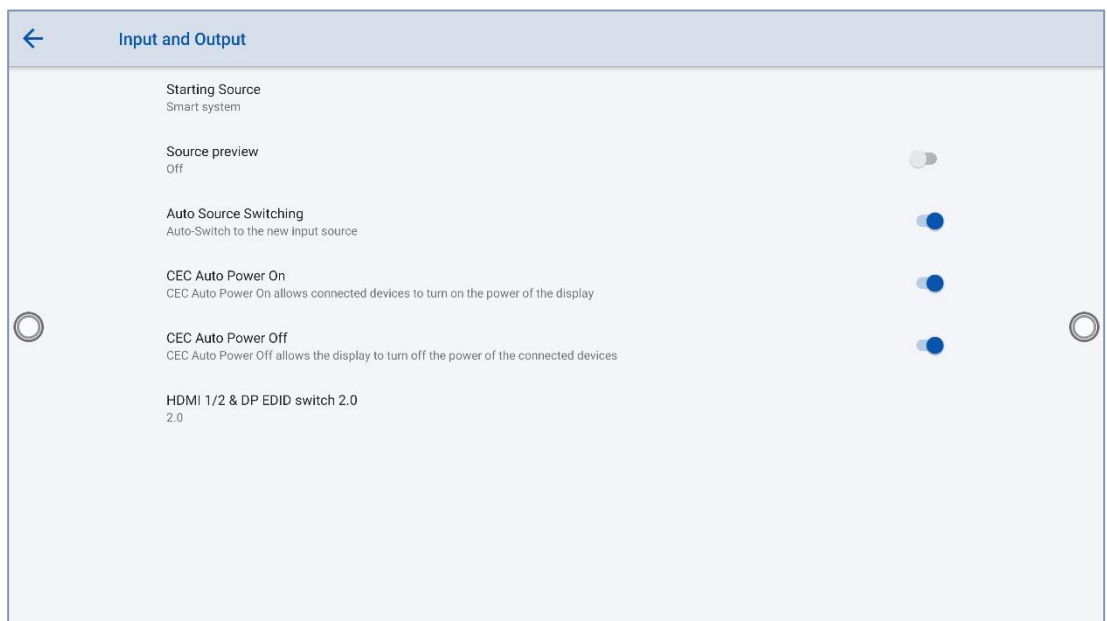 Input and Output
Starting Source
Smart system
Source preview
Off
Auto Source Switching
Auto-Switch to the new input source
CEC Auto Power On
CEC Auto Power On allows connected devices to turn on the power of the display
CEC Auto Power Off
CEC Auto Power Off allows the display to turn off the power of the connected devices
HDMI 1/2 & DP EDID switch 2.0
2.0